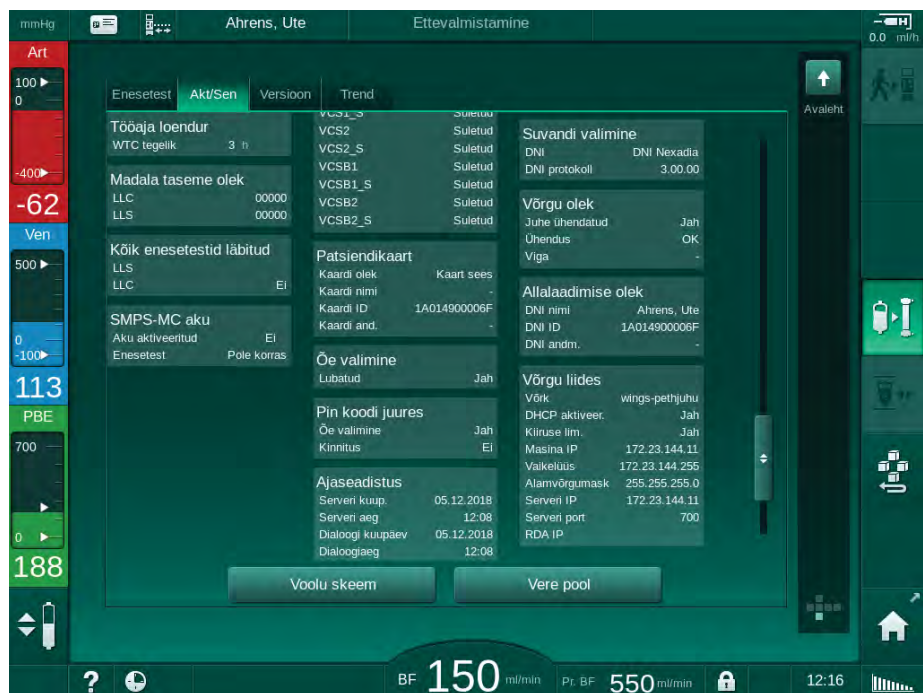 mmHg
Ahrens, Ute
Ettevalmistamine
0.0 ml/h
Art
100
0
-400
-62
Ven
500
0
-100
113
PBE
700
0
188
Enesetest
Akt/Sen
Versioon
Trend
Avaleht
Tööaja loendur
WTC tegelik 3 h
Madala taseme olek
LLC 00000
LLS 00000
Kõik enesetestid läbitud
LLS
LLC Ei
SMPS-MC aku
Aku aktiveeritud Ei
Enesetest Pole korras
VCS1_S Suletud
VCS2 Suletud
VCS2_S Suletud
VCSB1 Suletud
VCSB1_S Suletud
VCSB2 Suletud
VCSB2_S Suletud
Patsiendikaart
Kaardi olek Kaart sees
Kaardi nimi -
Kaardi ID 1A014900006F
Kaardi and. -
Õe valimine
Lubatud Jah
Pin koodi juures
Õe valimine Jah
Kinnitus Ei
Ajaseadistus
Serveri kuup. 05.12.2018
Serveri aeg 12:08
Dialoogi kuupäev 05.12.2018
Dialoogiaeg 12:08
Suvandi valimine
DNI DNI Nexadia
DNI protokoll 3.00.00
Võrgu olek
Juhe ühendatud Jah
Ühendus OK
Viga -
Allalaadimise olek
DNI nimi Ahrens, Ute
DNI ID 1A014900006F
DNI andm. -
Võrgu liides
Võrk wings-pethjuhu
DHCP aktiveer. Jah
Kiiruse lim. Jah
Masina IP 172.23.144.11
Vaikelüüs 172.23.144.255
Alamvõrgumask 255.255.255.0
Serveri IP 172.23.144.11
Serveri port 700
RDA IP
Voolu skeem
Vere pool
?
BF 150 ml/min
Pr. BF 550 ml/min
12:16